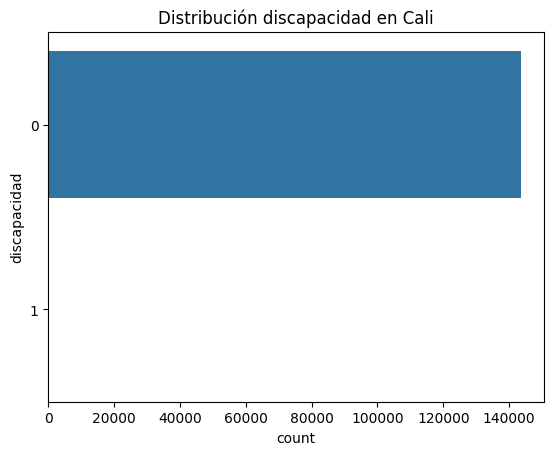 Distribución discapacidad en Cali
discapacidad
0
1
0 20000 40000 60000 80000 100000 120000 140000
count